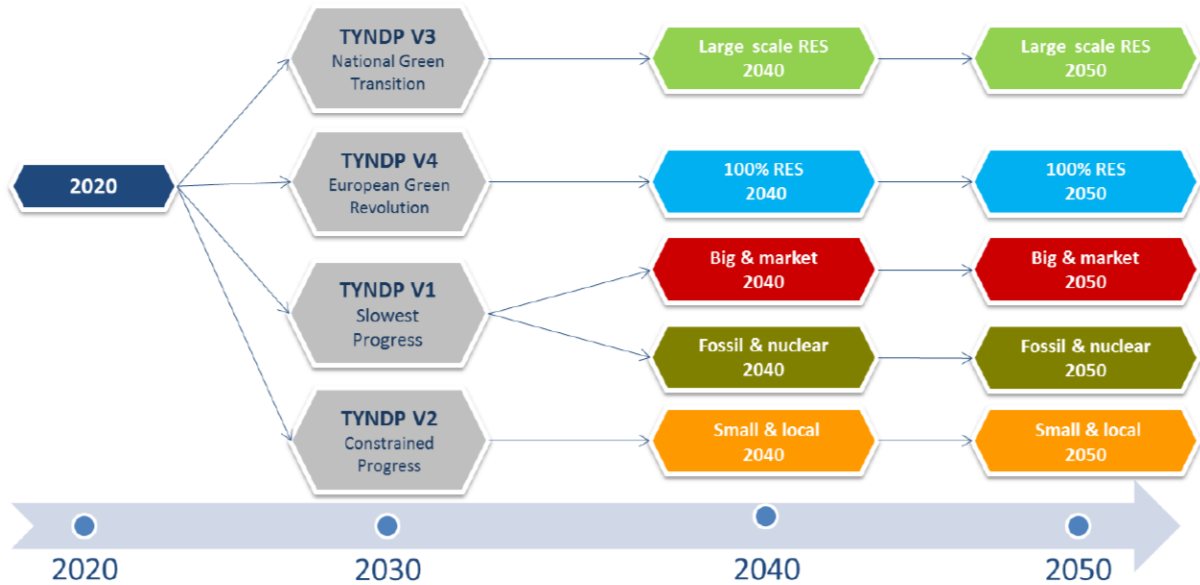 TYNDP V3
National Green
Transition
Large scale RES
2040
Large scale RES
2050
2020
TYNDP V4
European Green
Revolution
100% RES
2040
100% RES
2050
TYNDP V1
Slowest
Progress
Big & market
2040
Big & market
2050
Fossil & nuclear
2040
Fossil & nuclear
2050
TYNDP V2
Constrained
Progress
Small & local
2040
Small & local
2050
2020
2030
2040
2050